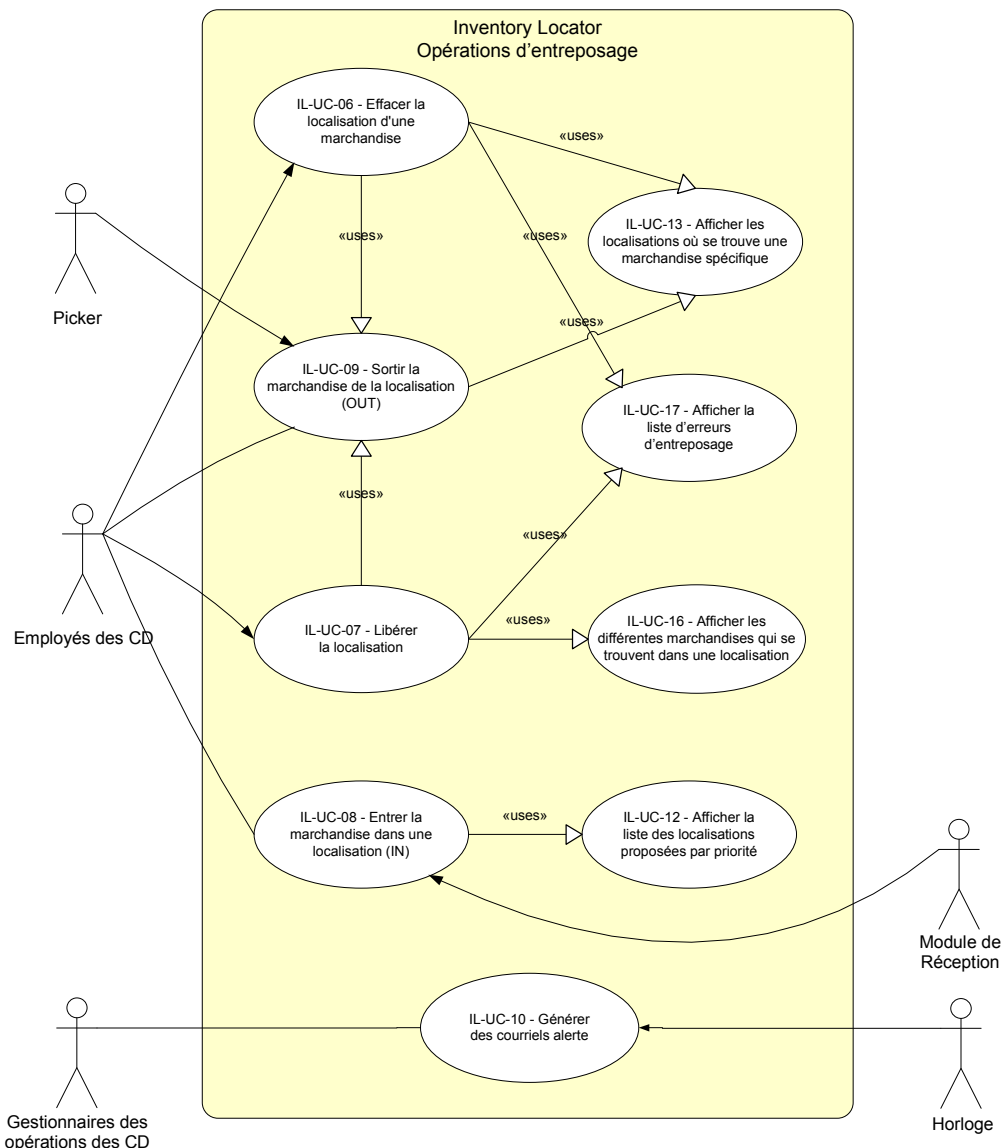 Inventory Locator
Opérations d'entreposage
IL-UC-06 - Effacer la
localisation d'une
marchandise
«uses»
IL-UC-13 - Afficher les
localisations où se trouve une
marchandise spécifique
«uses»
«uses»
Picker
«uses»
IL-UC-09 - Sortir la
marchandise de la localisation
(OUT)
IL-UC-17 - Afficher la
liste d'erreurs
d'entreposage
«uses»
«uses»
Employés des CD
IL-UC-07 - Libérer
la localisation
«uses»
IL-UC-16 - Afficher les
différentes marchandises qui se
trouvent dans une localisation
IL-UC-08 - Entrer la
marchandise dans une
localisation (IN)
«uses»
IL-UC-12 - Afficher la
liste des localisations
proposées par priorité
Module de
Réception
IL-UC-10 - Générer
des courriels alerte
Gestionnaires des
opérations des CD
Horloge